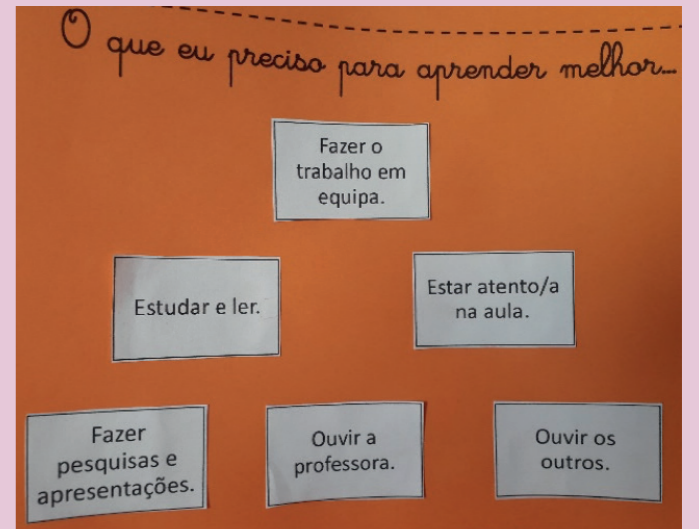 O que eu preciso para aprender melhor...
Fazer o
trabalho em
equipa.
Estudar e ler.
Estar atento/a
na aula.
Fazer
pesquisas e
apresentações.
Ouvir a
professora.
Ouvir os
outros.